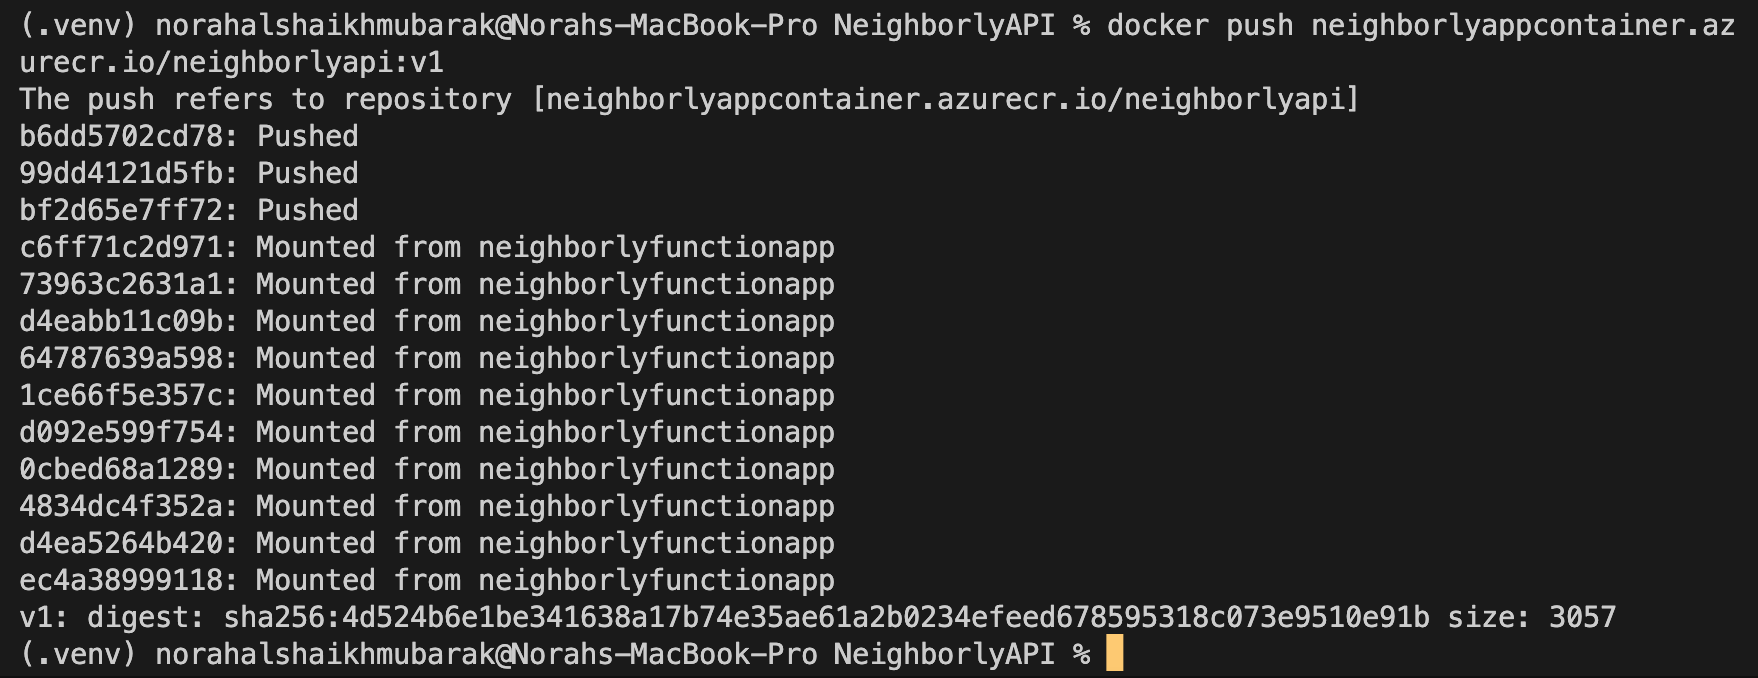 (.venv) norahalshaikhmubarak@Norahs-MacBook-Pro NeighborlyAPI % docker push neighborlyappcontainer.az
urecr.io/neighborlyapi:v1
The push refers to repository [neighborlyappcontainer.azurecr.io/neighborlyapi]
b6dd5702cd78: Pushed
99dd4121d5fb: Pushed
bf2d65e7ff72: Pushed
c6ff71c2d971: Mounted from neighborlyfunctionapp
73963c2631a1: Mounted from neighborlyfunctionapp
d4eabb11c09b: Mounted from neighborlyfunctionapp
64787639a598: Mounted from neighborlyfunctionapp
1ce66f5e357c: Mounted from neighborlyfunctionapp
d092e599f754: Mounted from neighborlyfunctionapp
0cbed68a1289: Mounted from neighborlyfunctionapp
4834dc4f352a: Mounted from neighborlyfunctionapp
d4ea5264b420: Mounted from neighborlyfunctionapp
ec4a38999118: Mounted from neighborlyfunctionapp
v1: digest: sha256:4d524b6e1be341638a17b74e35ae61a2b0234efeed678595318c073e9510e91b size: 3057
(.venv) norahalshaikhmubarak@Norahs-MacBook-Pro NeighborlyAPI %